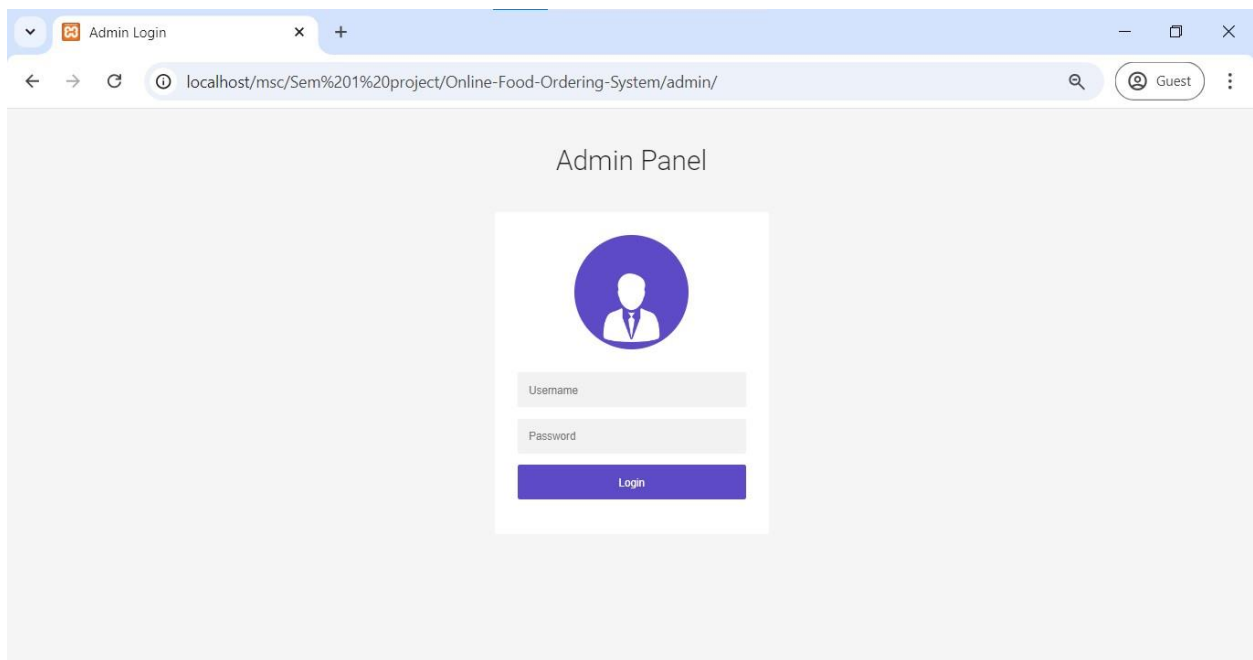 Admin Login
localhost/msc/Sem%201%20project/Online-Food-Ordering-System/admin/
Guest
Admin Panel
Username
Password
Login